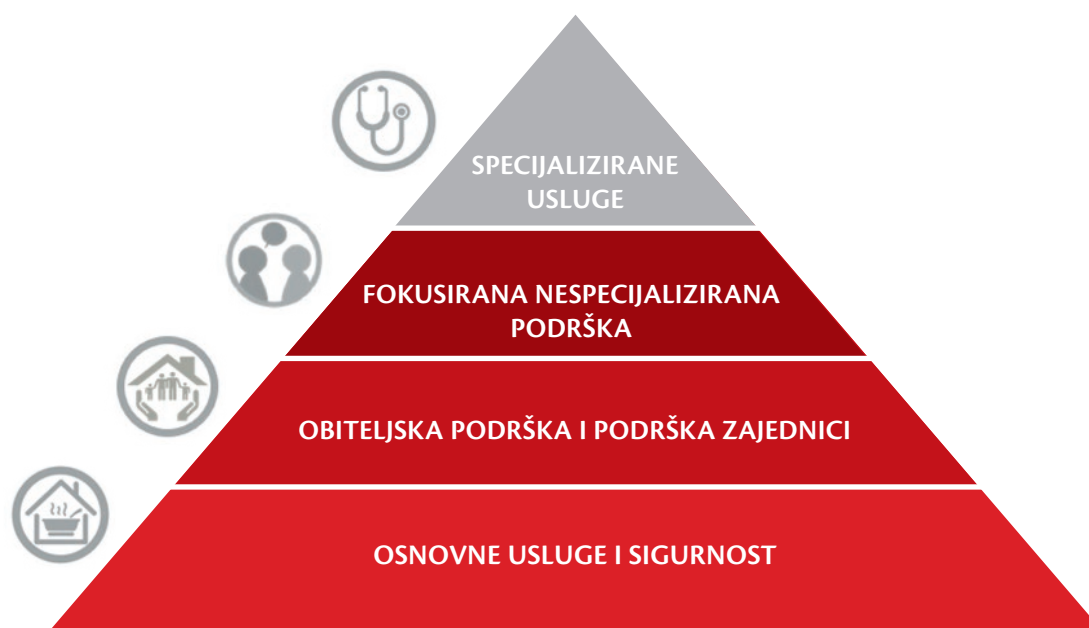 SPECIJALIZIRANE
USLUGE
FOKUSIRANA NESPECIJALIZIRANA
PODRŠKA
OBITELJSKA PODRŠKA I PODRŠKA ZAJEDNICI
OSNOVNE USLUGE I SIGURNOST